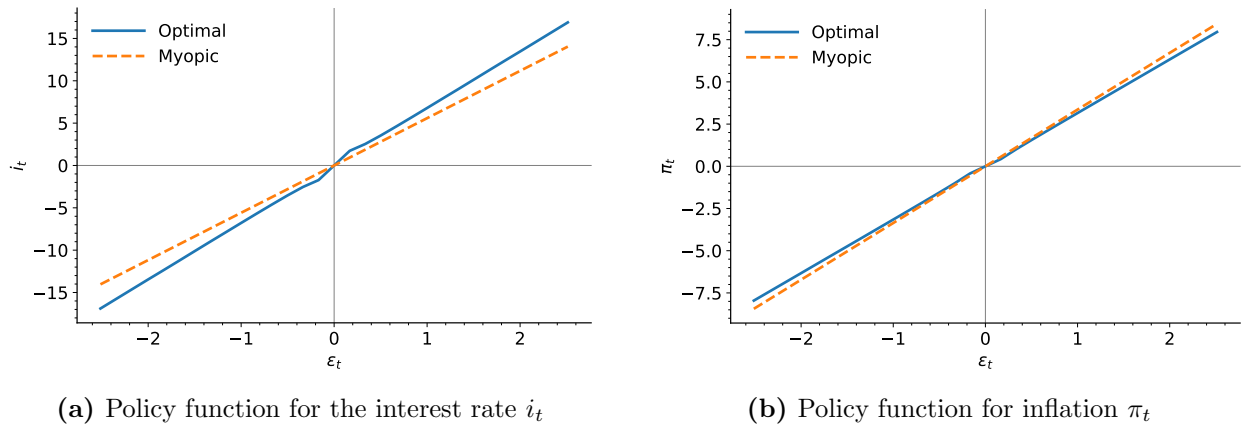 Optimal
Myopic
15
10
5
0
−5
−10
−15
i_t
−2
−1
0
1
2
ε_t
(a) Policy function for the interest rate i_t
Optimal
Myopic
7.5
5.0
2.5
0.0
−2.5
−5.0
−7.5
π_t
−2
−1
0
1
2
ε_t
(b) Policy function for inflation π_t